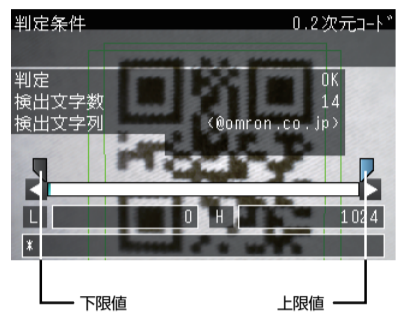 判定条件 0.2次元コード
判定 OK
検出文字数 14
検出文字列 <@omron.co.jp>
L 0 H 1024
*
下限値 上限値